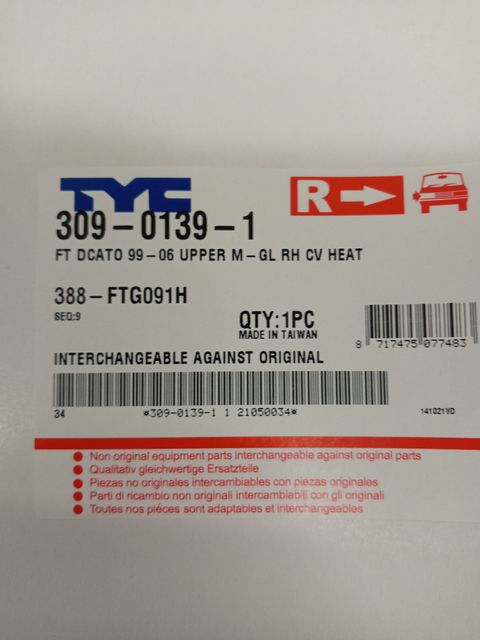 TYC
R
309-0139-1
FT DCATO 99-06 UPPER M-GL RH CV HEAT
388-FTG091H
SEQ:9
QTY:1PC
MADE IN TAIWAN
8 717475 077483
INTERCHANGEABLE AGAINST ORIGINAL
34 *309-0139-1 1 21050034* 141021YD
Non original equipment parts interchangeable against original parts
Qualitativ gleichwertige Ersatzteile
Piezas no originales intercambiables con piezas originales
Parti di ricambio non originali intercambiabili con gli originali
Toutes nos piéces sont adaptables et interchangeables